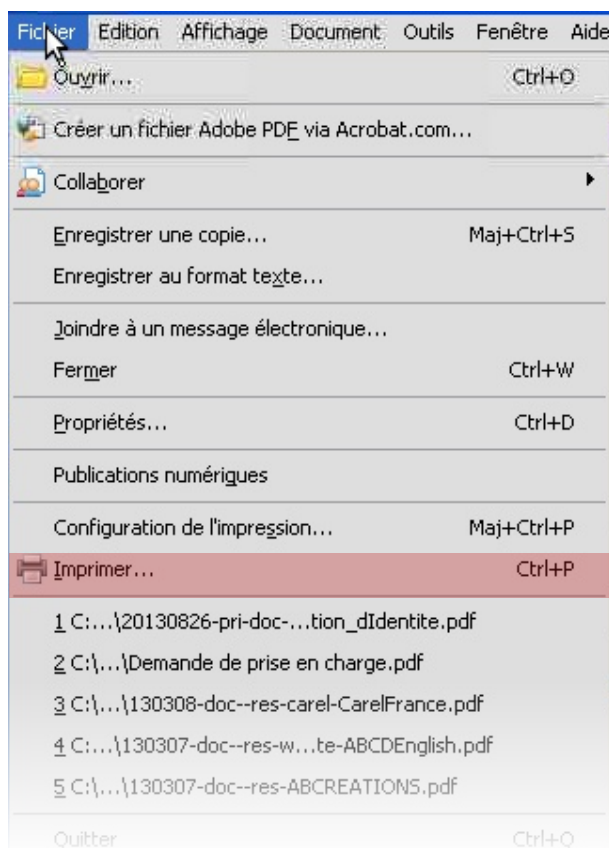 Fichier Edition Affichage Document Outils Fenêtre Aide
Ouvrir... Ctrl+O
Créer un fichier Adobe PDF via Acrobat.com...
Collaborer
Enregistrer une copie... Maj+Ctrl+S
Enregistrer au format texte...
Joindre à un message électronique...
Fermer Ctrl+W
Propriétés... Ctrl+D
Publications numériques
Configuration de l'impression... Maj+Ctrl+P
Imprimer... Ctrl+P
1 C:...\20130826-pri-doc-...tion_dIdentite.pdf
2 C:\...\Demande de prise en charge.pdf
3 C:\...\130308-doc--res-carel-CarelFrance.pdf
4 C:...\130307-doc--res-w...te-ABCDEnglish.pdf
5 C:\...\130307-doc--res-ABCREATIONS.pdf
Quitter Ctrl+Q